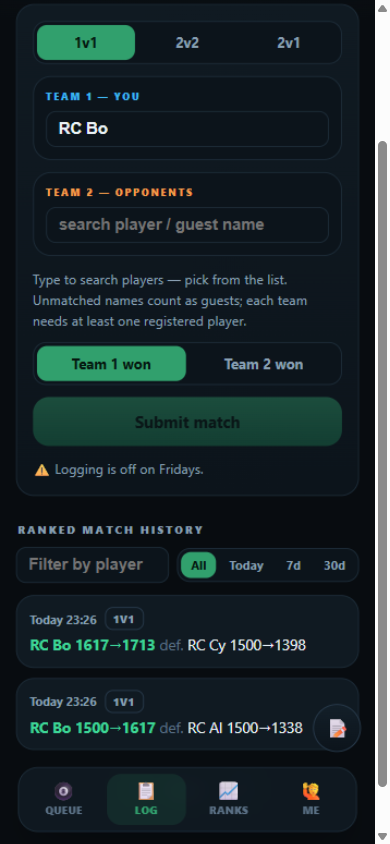 1v1 2v2 2v1
TEAM 1 — YOU
RC Bo
TEAM 2 — OPPONENTS
search player / guest name
Type to search players — pick from the list.
Unmatched names count as guests; each team
needs at least one registered player.
Team 1 won Team 2 won
Submit match
⚠️ Logging is off on Fridays.
RANKED MATCH HISTORY
Filter by player All Today 7d 30d
Today 23:26 1V1
RC Bo 1617→1713 def. RC Cy 1500→1398
Today 23:26 1V1
RC Bo 1500→1617 def. RC Al 1500→1338
QUEUE LOG RANKS ME